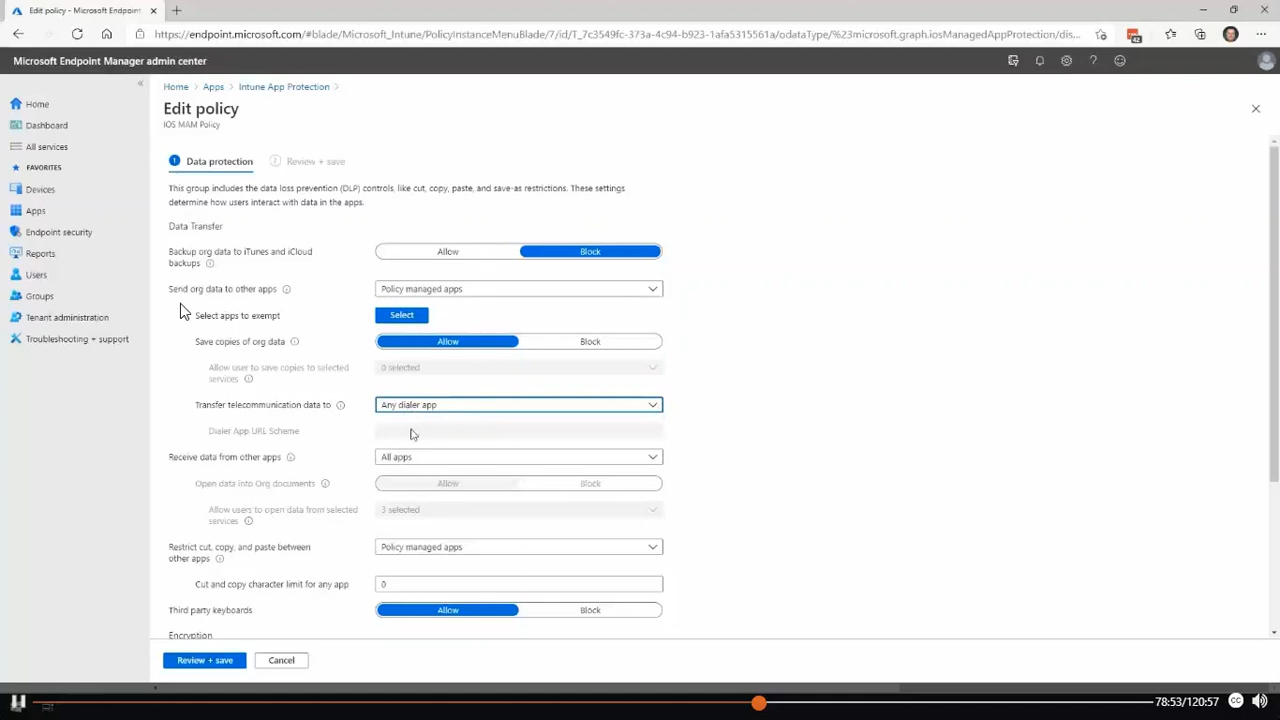 Edit policy - Microsoft Endpoint
https://endpoint.microsoft.com/#blade/Microsoft_Intune/PolicyInstanceMenuBlade/7/id/T_7c3549fc-373a-4c94-b923-1afa5315561a/odataType/%23microsoft.graph.iosManagedAppProtection/dis...
42
Microsoft Endpoint Manager admin center
Home > Apps > Intune App Protection >
Edit policy
IOS MAM Policy
Home
Dashboard
All services
FAVORITES
Devices
Apps
Endpoint security
Reports
Users
Groups
Tenant administration
Troubleshooting + support
1 Data protection 2 Review + save
This group includes the data loss prevention (DLP) controls, like cut, copy, paste, and save-as restrictions. These settings
determine how users interact with data in the apps.
Data Transfer
Backup org data to iTunes and iCloud
backups
Allow Block
Send org data to other apps Policy managed apps
Select apps to exempt Select
Save copies of org data Allow Block
Allow user to save copies to selected
services
0 selected
Transfer telecommunication data to Any dialer app
Dialer App URL Scheme
Receive data from other apps All apps
Open data into Org documents Allow Block
Allow users to open data from selected
services
3 selected
Restrict cut, copy, and paste between
other apps
Policy managed apps
Cut and copy character limit for any app 0
Third party keyboards Allow Block
Encryption
Review + save Cancel
78:53/120:57 CC